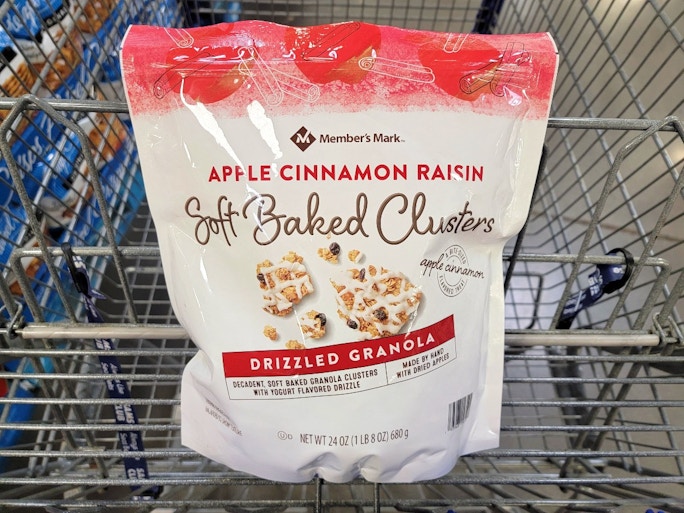 Member's Mark™
APPLE CINNAMON RAISIN
Soft Baked Clusters
apple cinnamon
DRIZZLED GRANOLA
DECADENT, SOFT BAKED GRANOLA CLUSTERS
WITH YOGURT FLAVORED DRIZZLE
MADE BY HAND
WITH DRIED APPLES
Ⓤ D NET WT 24 OZ (1 LB 8 OZ) 680 g